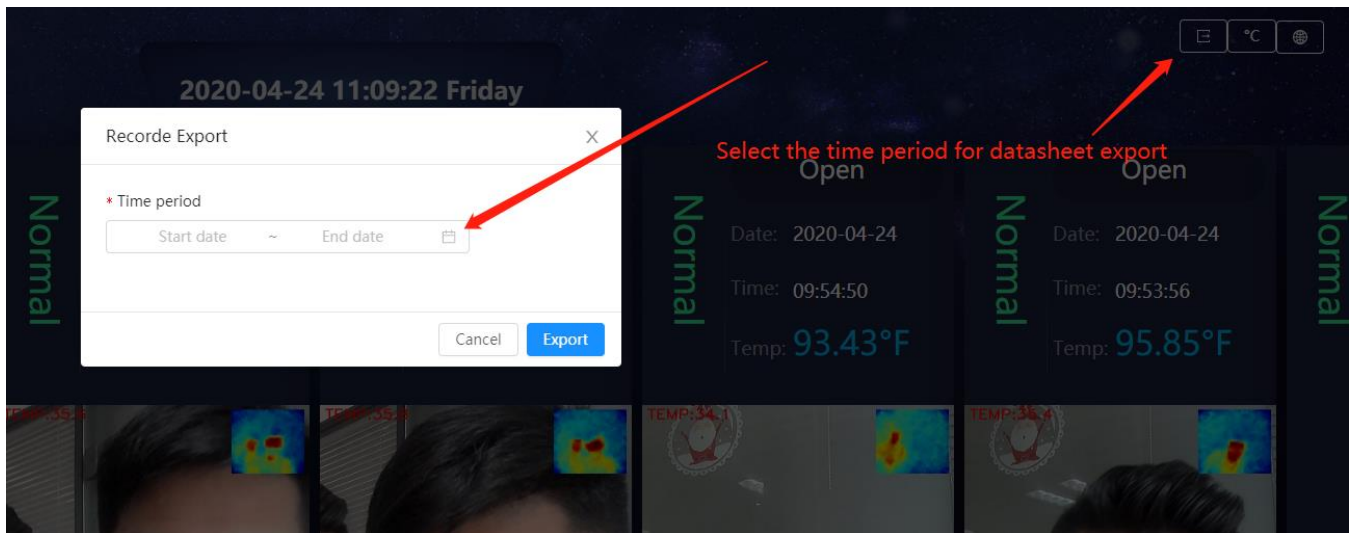 °C
2020-04-24 11:09:22 Friday
Recorde Export
X
Select the time period for datasheet export
* Time period
Start date ~ End date
Cancel Export
Normal
Open
Normal
Date: 2020-04-24
Time: 09:54:50
Temp: 93.43°F
Open
Normal
Date: 2020-04-24
Time: 09:53:56
Temp: 95.85°F
Normal
TEMP:34.1